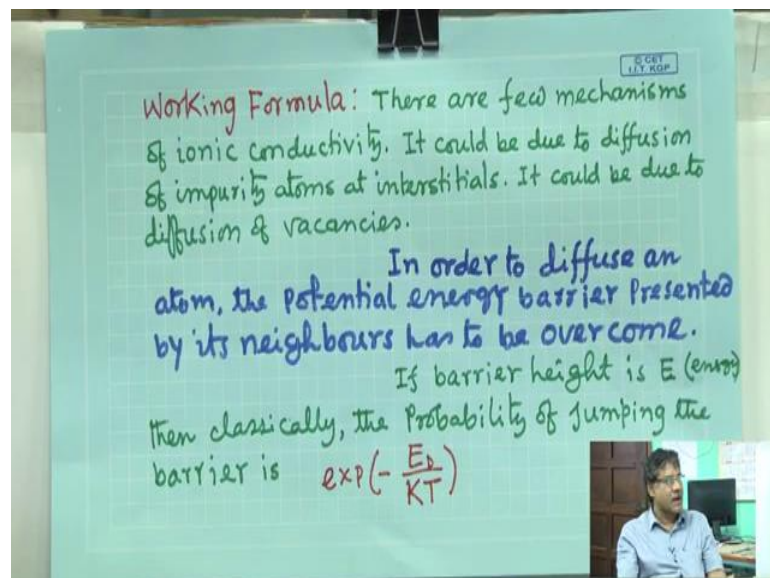 © CET
I.I.T. KGP
Working Formula: There are few mechanisms
of ionic conductivity. It could be due to diffusion
of impurity atoms at interstitials. It could be due to
diffusion of vacancies.
In order to diffuse an
atom, the potential energy barrier presented
by its neighbours has to be overcome.
If barrier height is E (energy)
then classically, the probability of jumping the
barrier is exp(- E_b/KT)